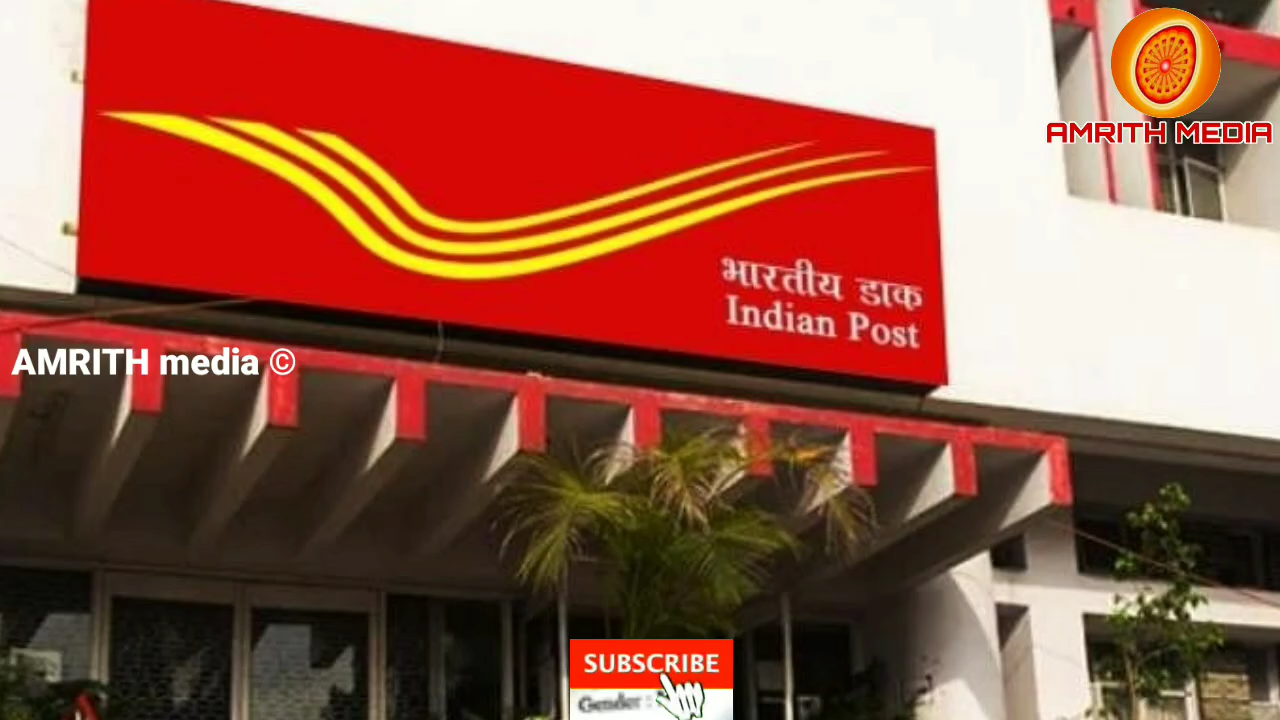 AMRITH MEDIA
भारतीय डाक
Indian Post
AMRITH media ©
SUBSCRIBE
Gender :